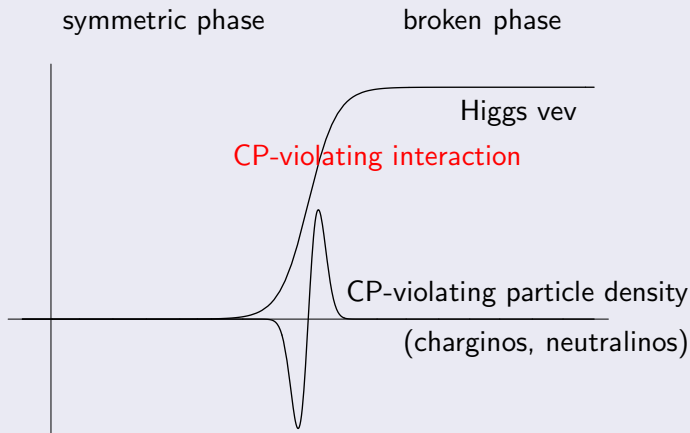 symmetric phase broken phase
Higgs vev
CP-violating interaction
CP-violating particle density
(charginos, neutralinos)